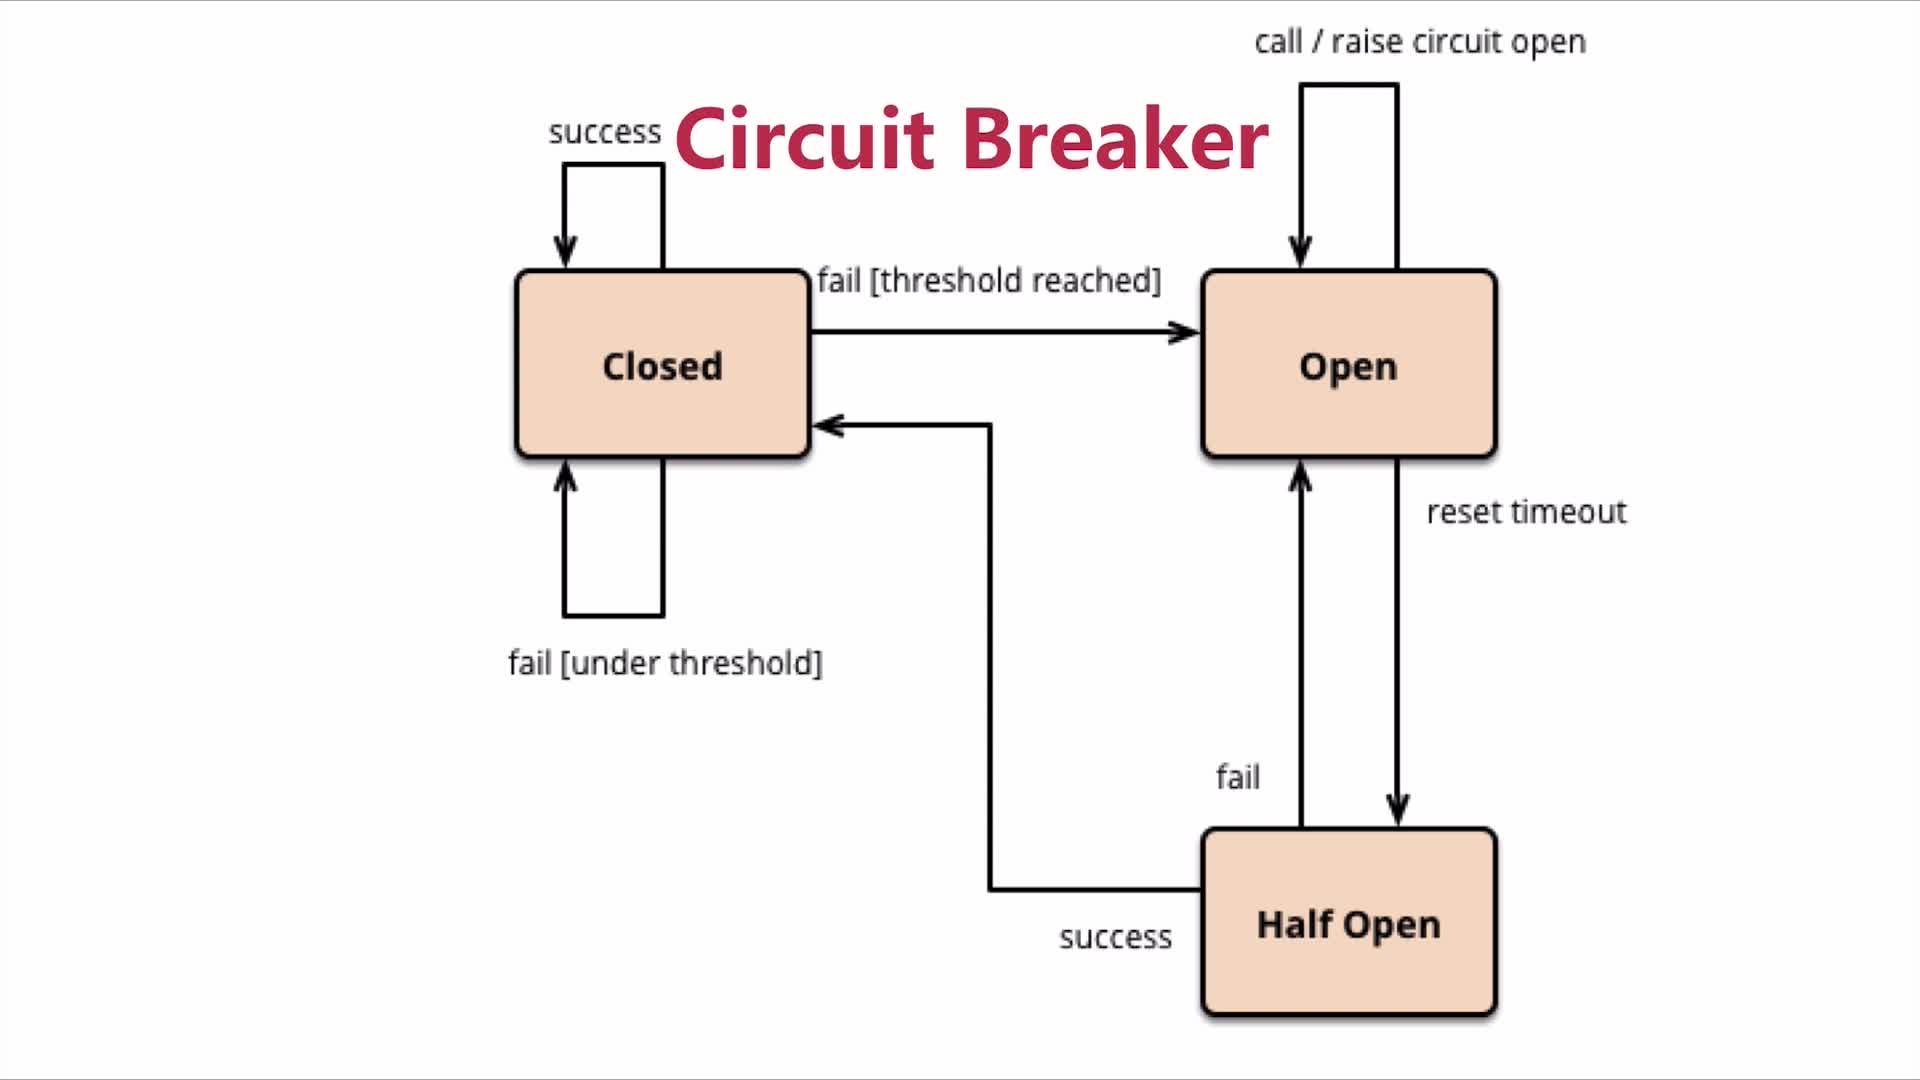 call / raise circuit open
success
Circuit Breaker
fail [threshold reached]
Closed
Open
reset timeout
fail [under threshold]
fail
Half Open
success